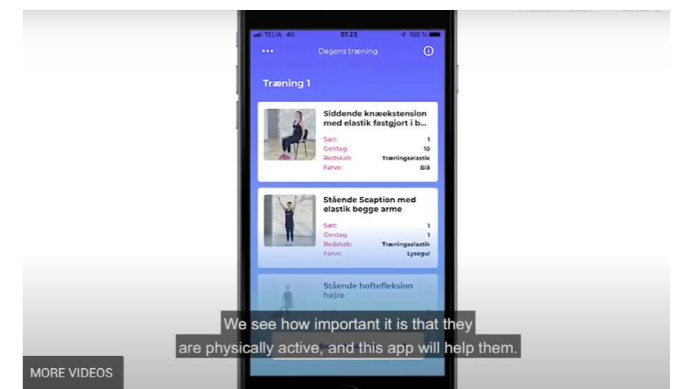 TELIA 4G 07.23 100 %
Dagens træning
Træning 1
Siddende knæekstension
med elastik fastgjort i b...
Sæt: 1
Gentag: 10
Redskab: Træningselastik
Farve: Blå
Stående Scaption med
elastik begge arme
Sæt: 1
Gentag: 1
Redskab: Træningselastik
Farve: Lysegul
Stående hoftefleksion
højre
We see how important it is that they
are physically active, and this app will help them.
MORE VIDEOS